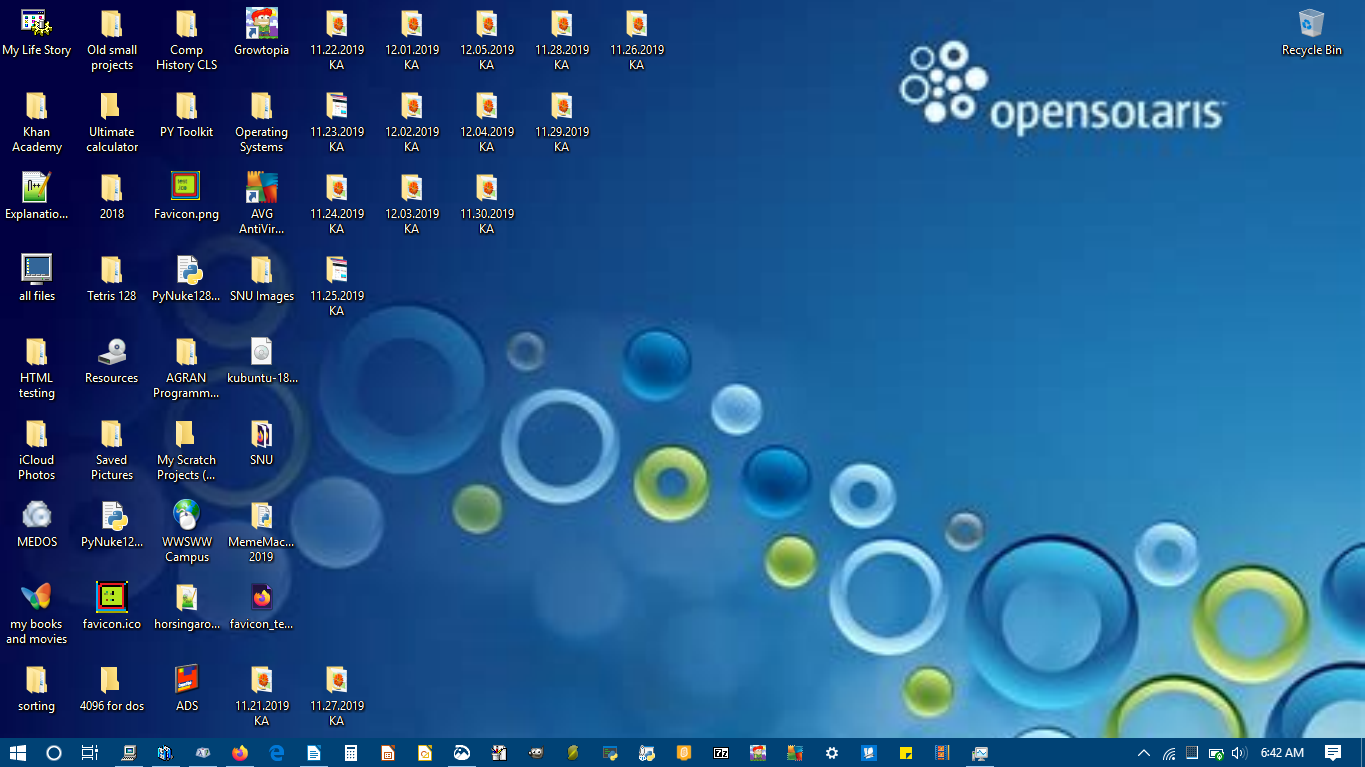 My Life Story
Old small
projects
Comp
History CLS
Growtopia
11.22.2019
KA
12.01.2019
KA
12.05.2019
KA
11.28.2019
KA
11.26.2019
KA
Recycle Bin
opensolaris
Khan
Academy
Ultimate
calculator
PY Toolkit
Operating
Systems
11.23.2019
KA
12.02.2019
KA
12.04.2019
KA
11.29.2019
KA
Explanatio...
2018
Favicon.png
AVG
AntiVir...
11.24.2019
KA
12.03.2019
KA
11.30.2019
KA
all files
Tetris 128
PyNuke128...
SNU Images
11.25.2019
KA
HTML
testing
Resources
AGRAN
Programm...
kubuntu-18...
iCloud
Photos
Saved
Pictures
My Scratch
Projects (...
SNU
MEDOS
PyNuke12...
WWSWW
Campus
MemeMac...
2019
my books
and movies
favicon.ico
horsingaro...
favicon_te...
sorting
4096 for dos
ADS
11.21.2019
KA
11.27.2019
KA
7z
6:42 AM